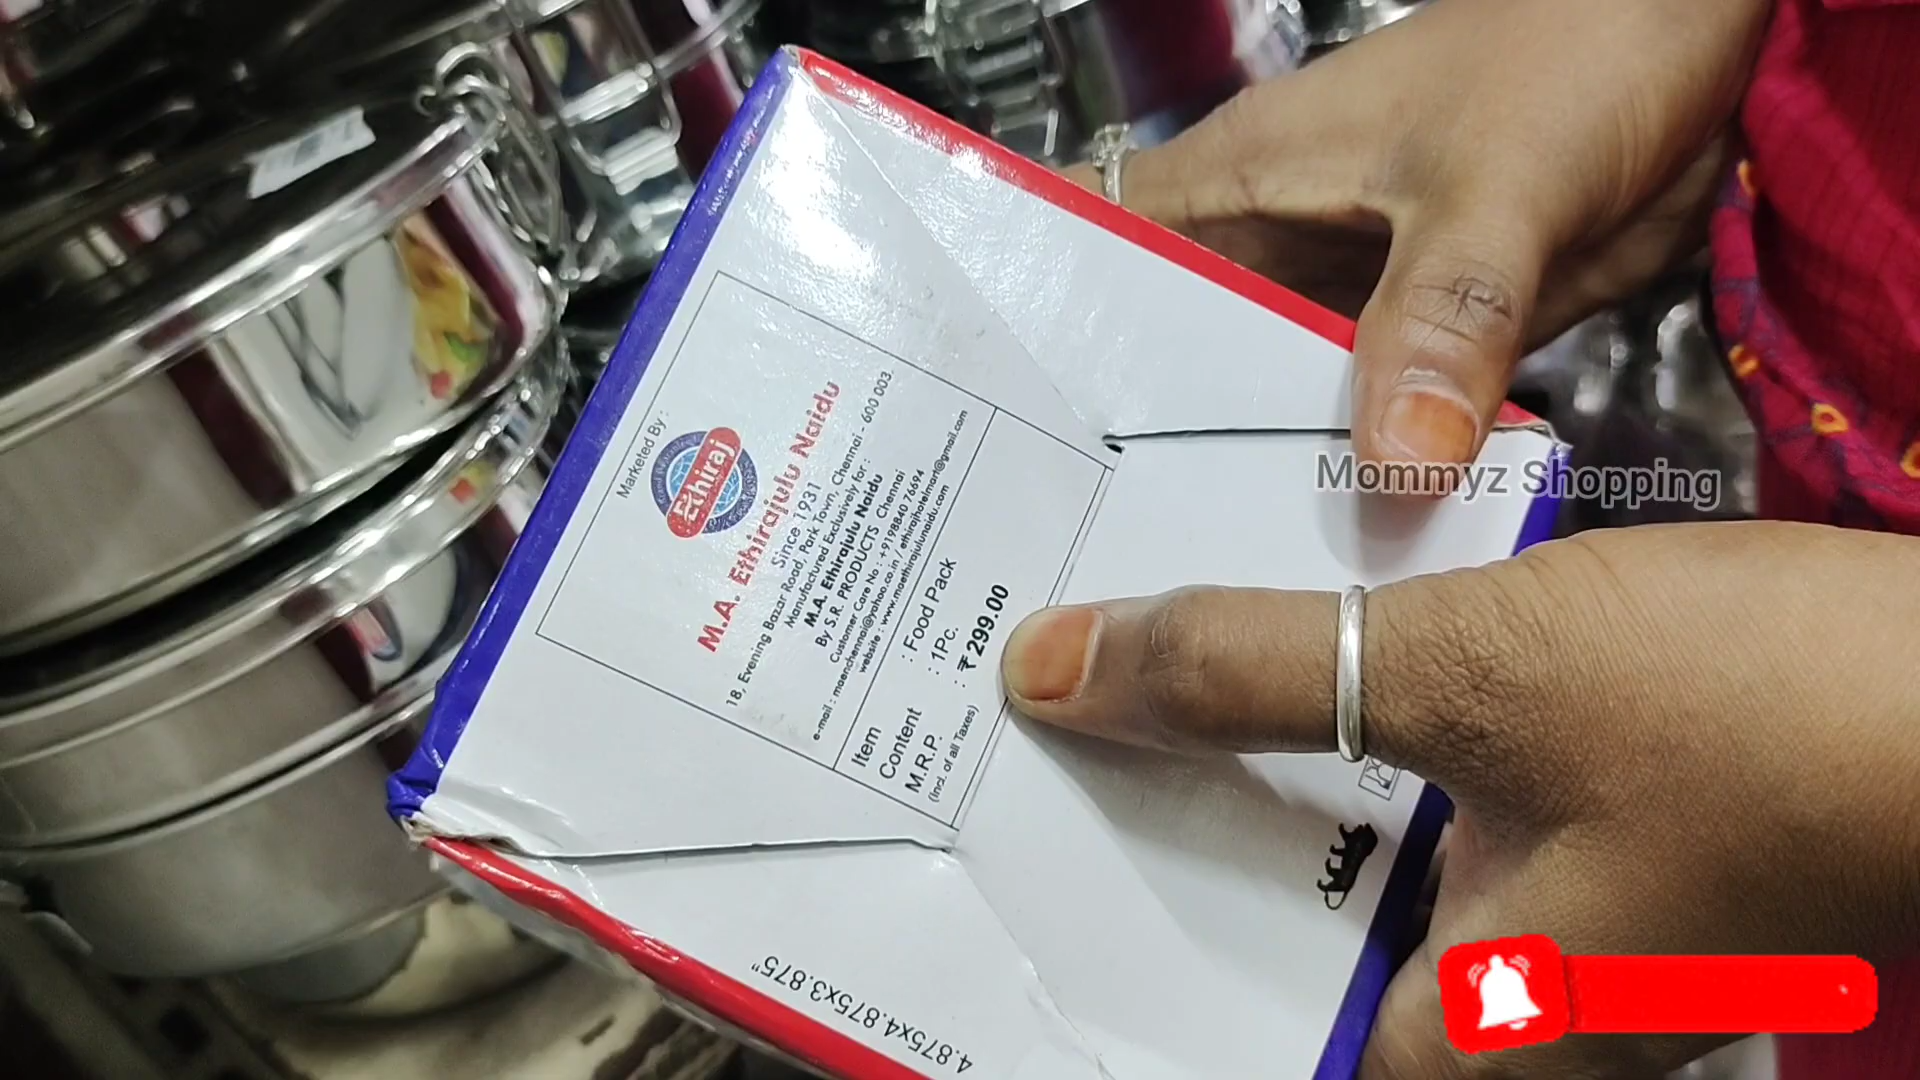 Marketed By :
Ethiraj
M.A. Ethirajulu Naidu
Since 1931
18, Evening Bazar Road, Park Town, Chennai - 600 003.
Manufactured Exclusively for :
M.A. Ethirajulu Naidu
By S.R. PRODUCTS Chennai
Customer Care No : +9198840 76694
e-mail : maenchennai@yahoo.co.in / ethirajhotelmart@gmail.com
website : www.maethirajulunaidu.com
Item : Food Pack
Content : 1Pc.
M.R.P. : ₹ 299.00
(Incl. of all Taxes)
4.875x4.875x3.875"
Mommyz Shopping